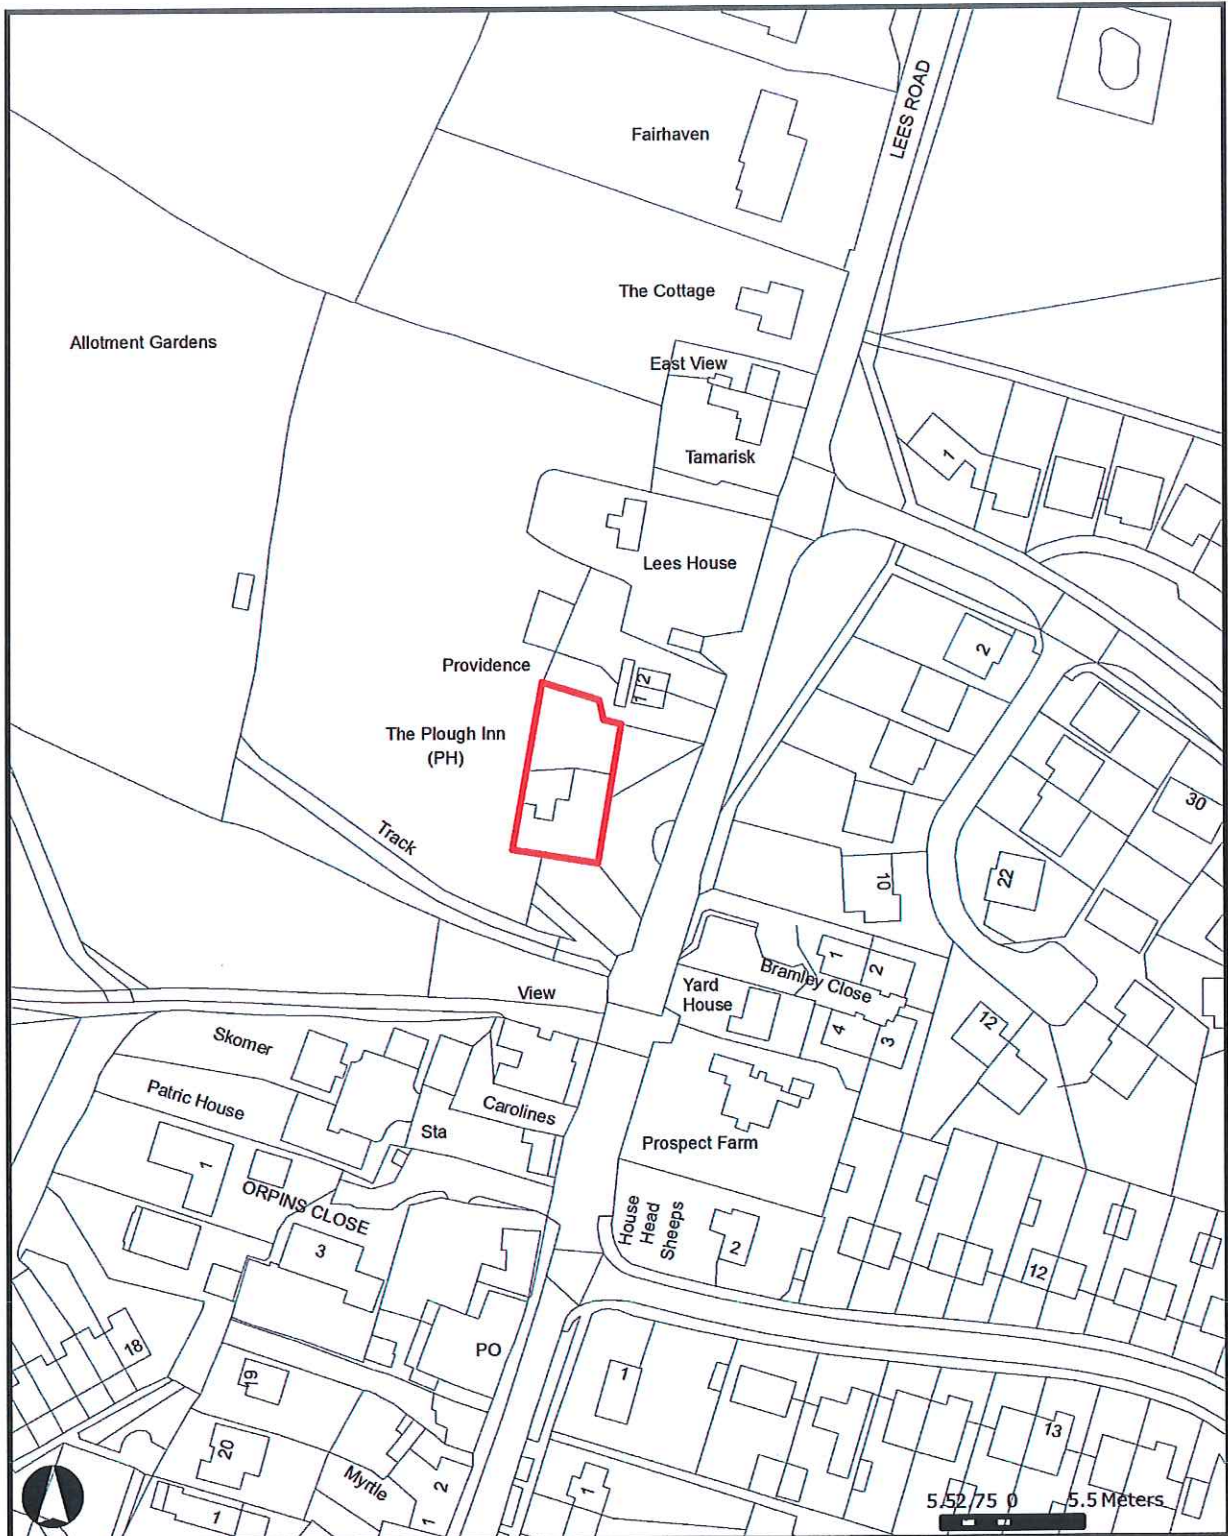 LEES ROAD
Fairhaven
The Cottage
Allotment Gardens
East View
Tamarisk
1
Lees House
2
Providence
2
1
The Plough Inn
(PH)
30
Track
10
22
1
2
Bramley Close
Yard
House
View
4
3
12
Skomer
Patric House
Carolines
Sta
Prospect Farm
1
ORPINS CLOSE
House
Head
Sheeps
2
3
12
18
PO
19
1
13
20
Myrtle
2
1
1
1
5.52.75 0 5.5 Meters